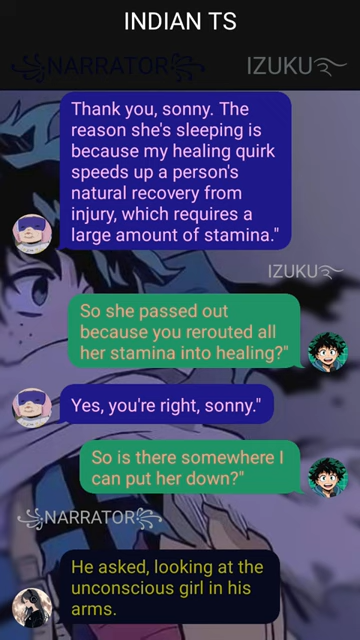 INDIAN TS
NARRATOR
IZUKU
Thank you, sonny. The
reason she's sleeping is
because my healing quirk
speeds up a person's
natural recovery from
injury, which requires a
large amount of stamina."
IZUKU
So she passed out
because you rerouted all
her stamina into healing?"
Yes, you're right, sonny."
So is there somewhere I
can put her down?"
NARRATOR
He asked, looking at the
unconscious girl in his
arms.